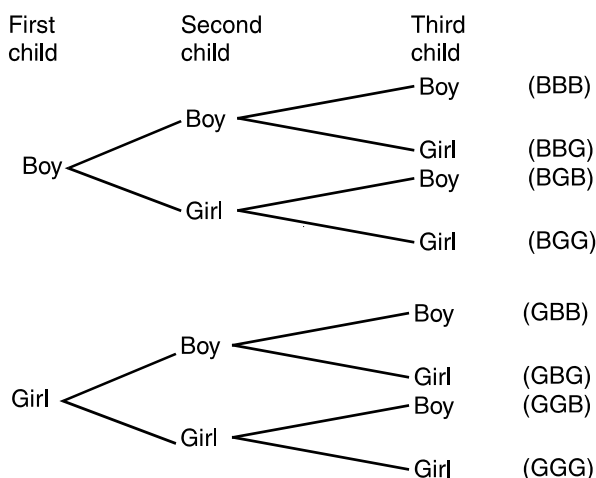 First child
Second child
Third child
Boy
Boy
Boy (BBB)
Girl (BBG)
Girl
Boy (BGB)
Girl (BGG)
Girl
Boy
Boy (GBB)
Girl (GBG)
Girl
Boy (GGB)
Girl (GGG)